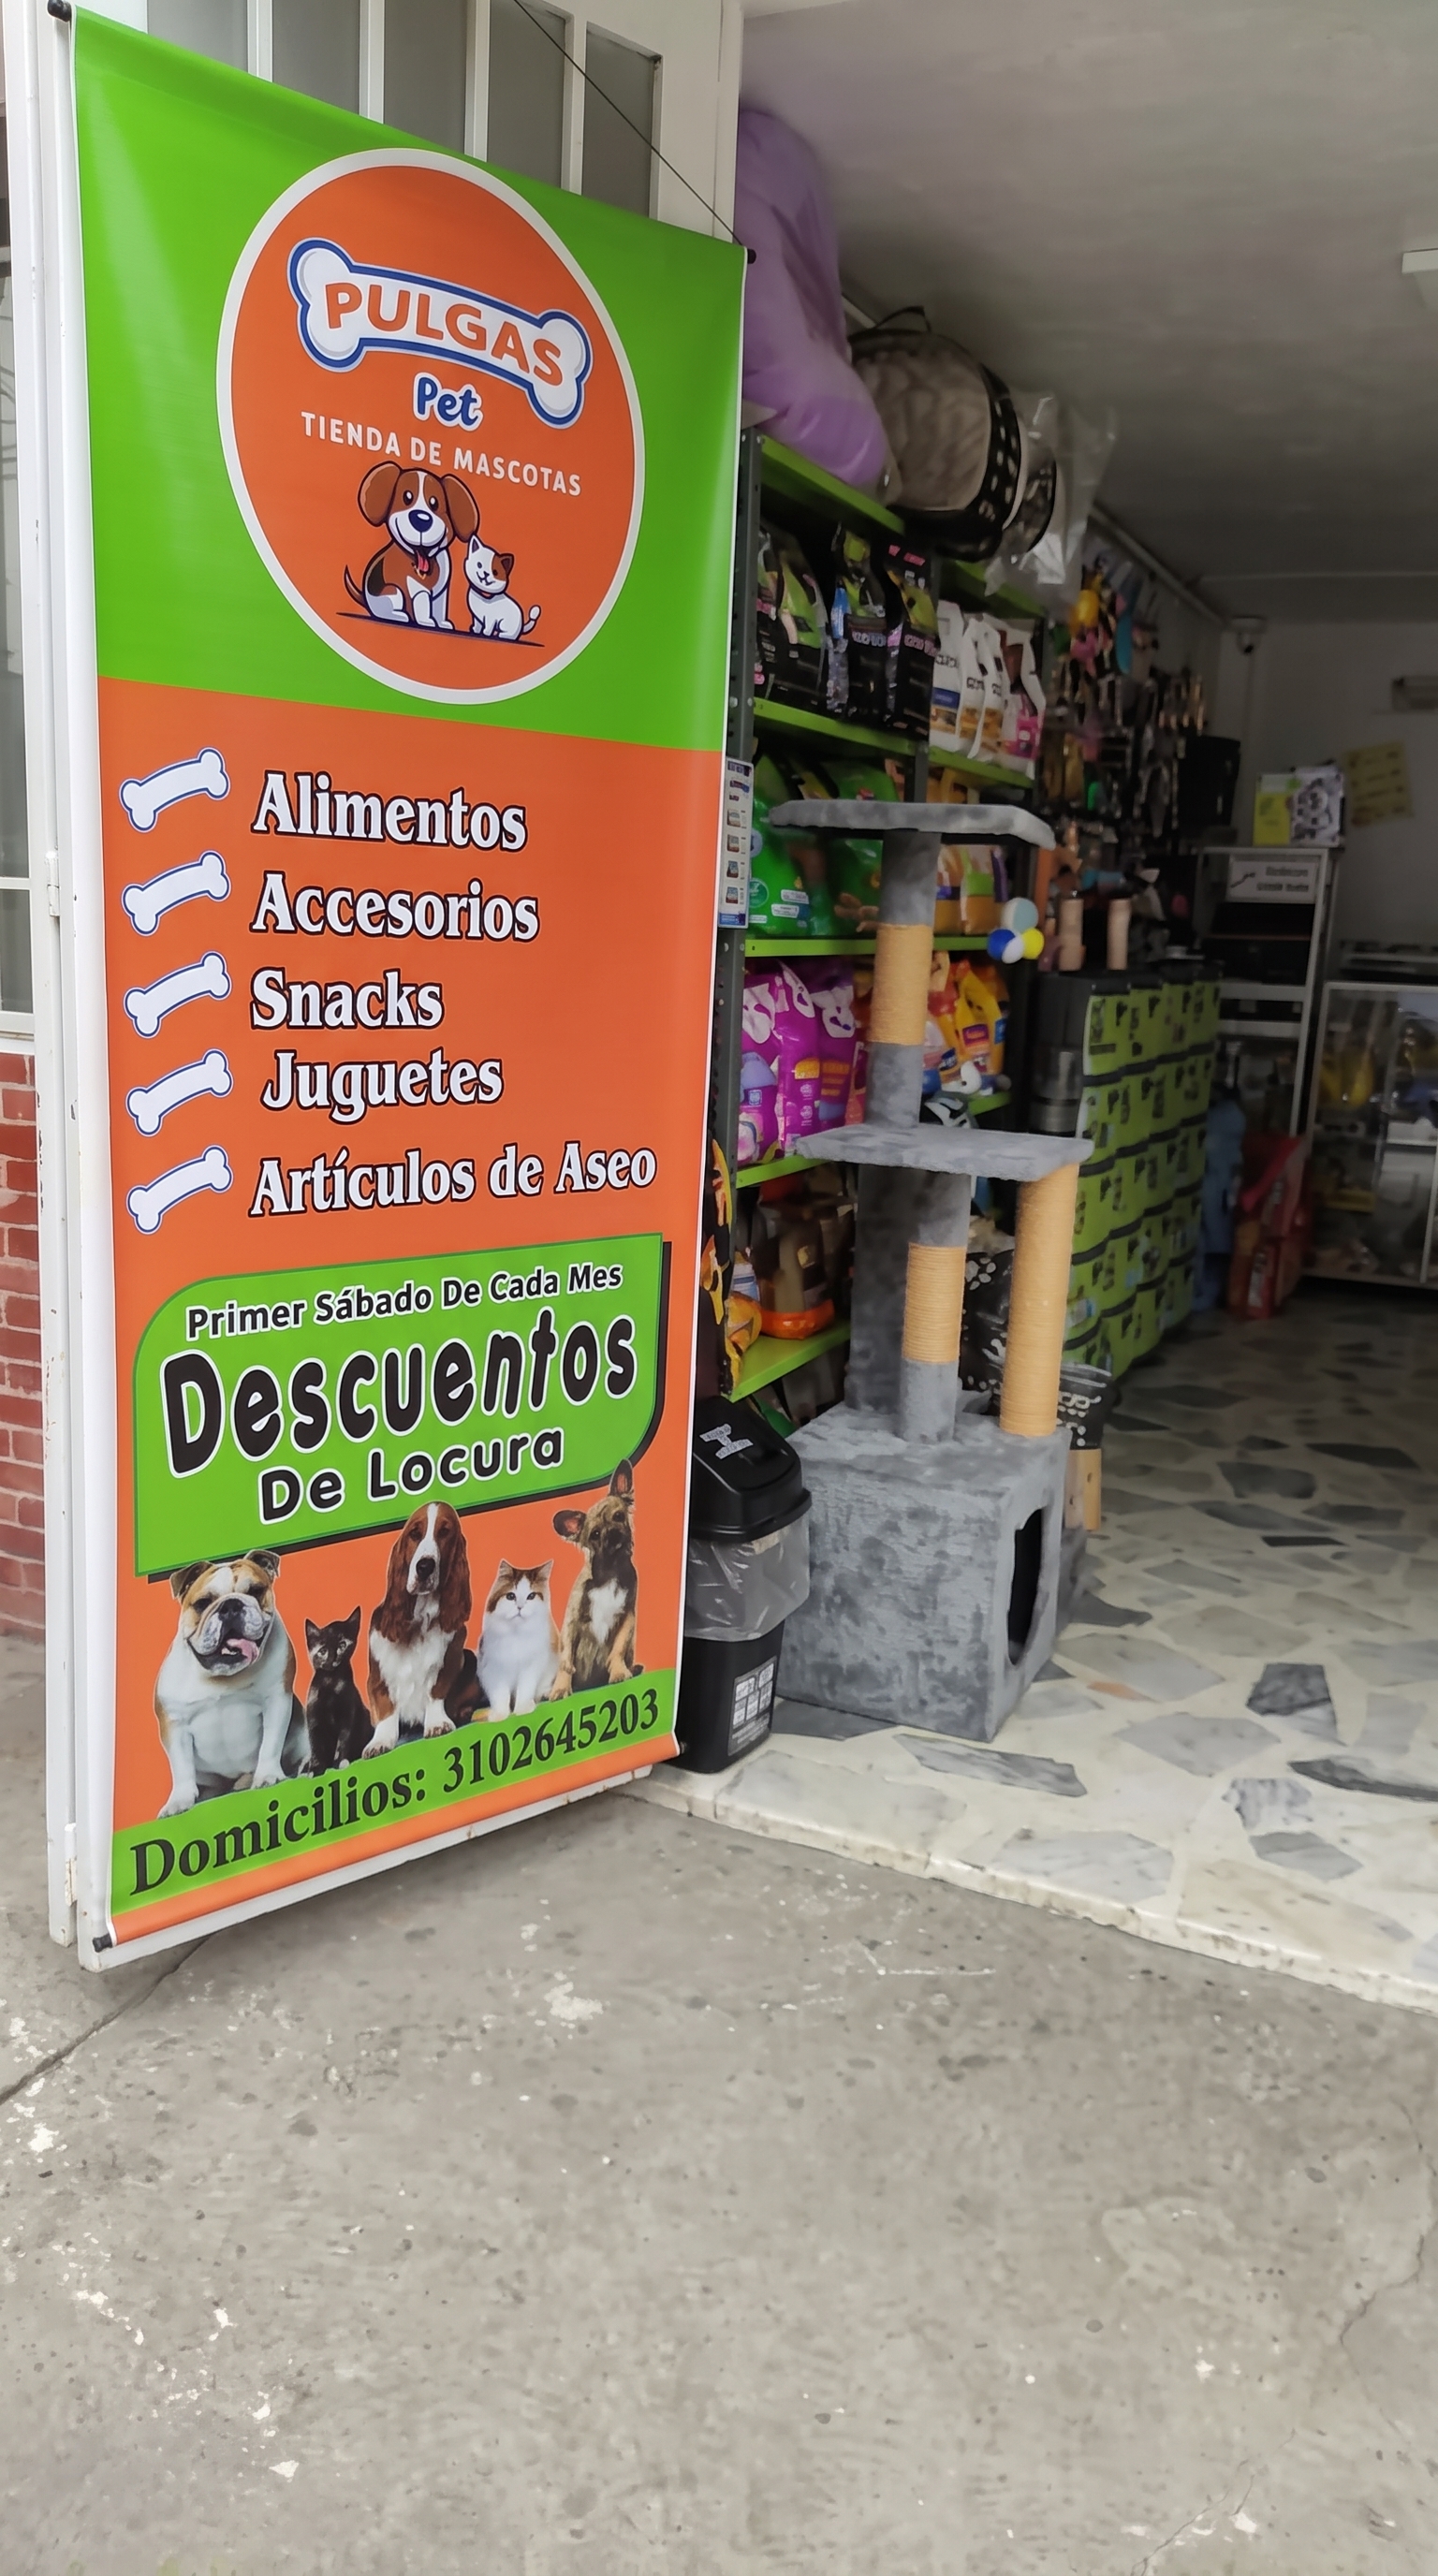 PULGAS
Pet
TIENDA DE MASCOTAS
Alimentos
Accesorios
Snacks
Juguetes
Artículos de Aseo
Primer Sábado De Cada Mes
Descuentos
De Locura
Domicilios: 3102645203